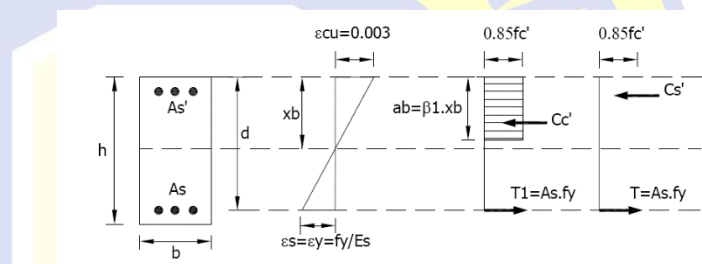 εcu=0.003
0.85fc'
0.85fc'
As'
h
d
xb
ab=β1.xb
Cc'
Cs'
As
T1=As.fy
T=As.fy
b
εs=εy=fy/Es